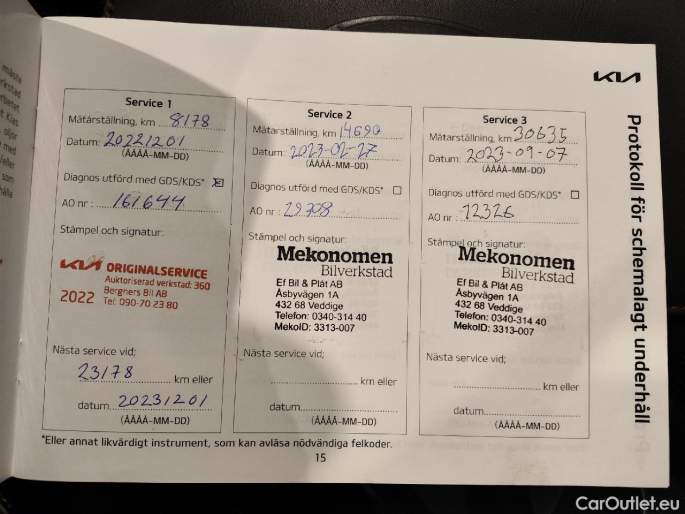 KIA
Protokoll för schemalagt underhåll
Service 1
Mätarställning, km 8178
Datum: 20221201
(ÅÅÅÅ-MM-DD)
Diagnos utförd med GDS/KDS*
AO nr : 161644
Stämpel och signatur:
KIA ORIGINALSERVICE
Auktoriserad verkstad: 360
Bergners Bil AB
2022 Tel: 090-70 23 80
Nästa service vid;
23178 km eller
datum 20231201
(ÅÅÅÅ-MM-DD)
Service 2
Mätarställning, km 14690
Datum: 2023-02-27
(ÅÅÅÅ-MM-DD)
Diagnos utförd med GDS/KDS*
AO nr : 29708
Stämpel och signatur:
Mekonomen
Bilverkstad
Ef Bil & Plåt AB
Åsbyvägen 1A
432 68 Veddige
Telefon: 0340-314 40
MekoID: 3313-007
Nästa service vid;
km eller
datum
(ÅÅÅÅ-MM-DD)
Service 3
Mätarställning, km 30635
Datum: 2023-09-07
(ÅÅÅÅ-MM-DD)
Diagnos utförd med GDS/KDS*
AO nr : 12326
Stämpel och signatur:
Mekonomen
Bilverkstad
Ef Bil & Plåt AB
Åsbyvägen 1A
432 68 Veddige
Telefon: 0340-314 40
MekoID: 3313-007
Nästa service vid;
km eller
datum
(ÅÅÅÅ-MM-DD)
*Eller annat likvärdigt instrument, som kan avläsa nödvändiga felkoder.
15
CarOutlet.eu